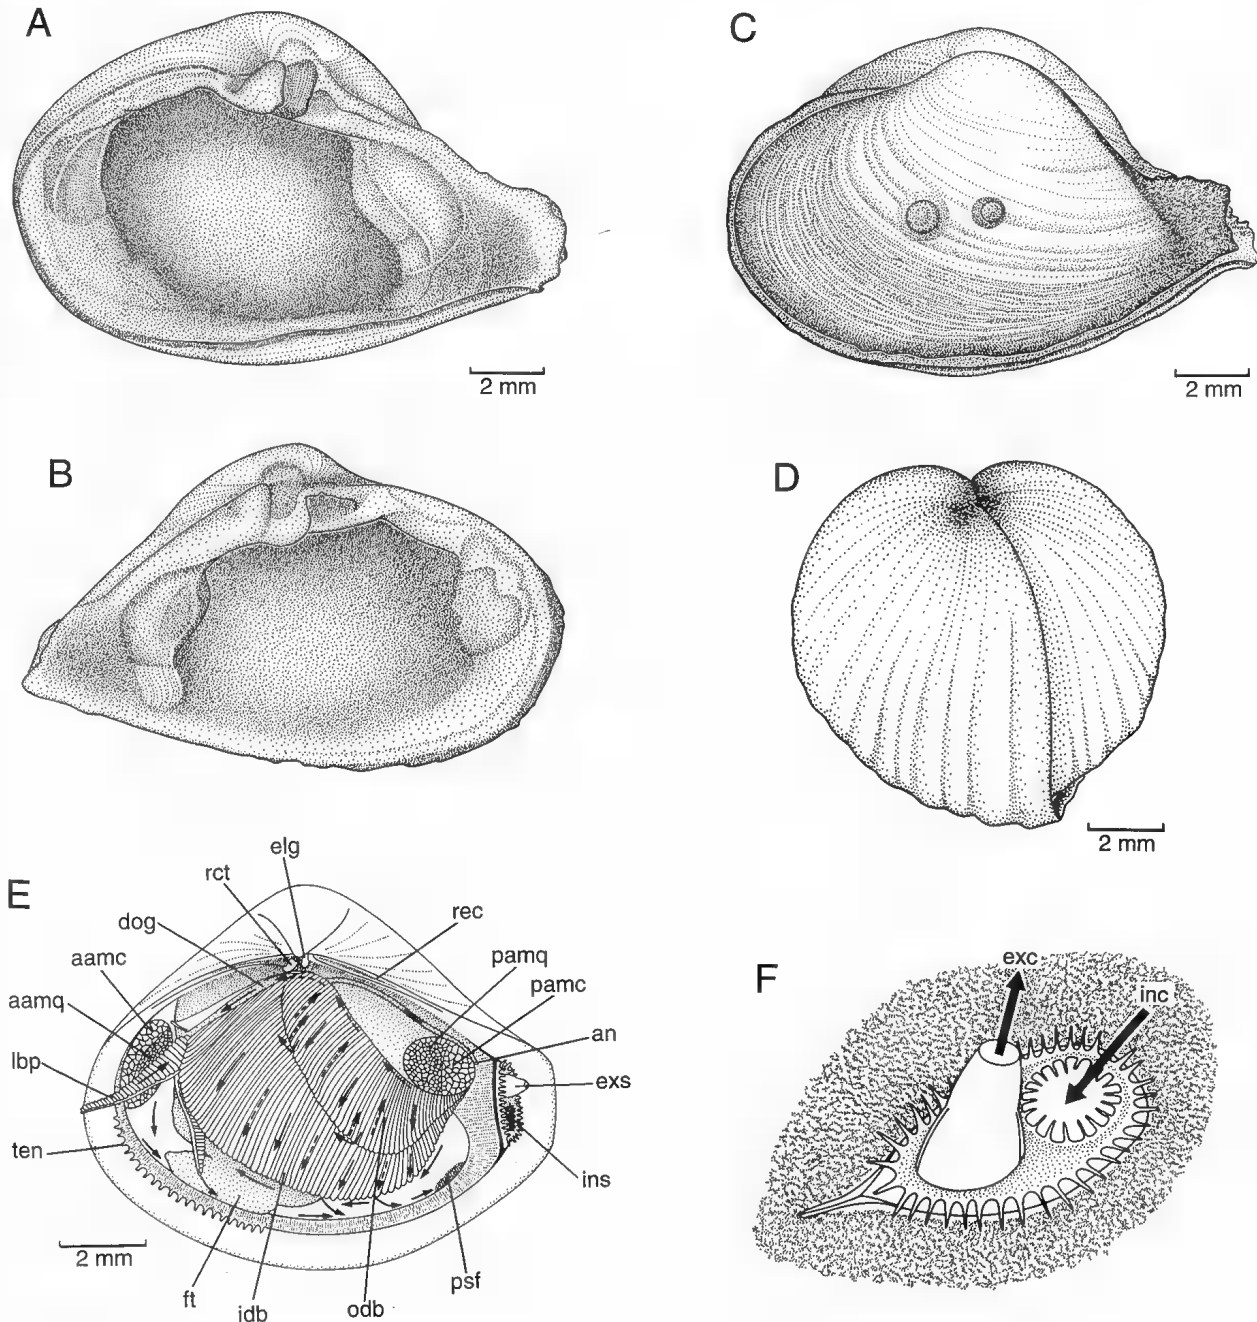 A
C
2 mm
2 mm
B
D
2 mm
E
elg
rct
rec
dog
pamq
aamc
pamc
aamq
an
lbp
exs
ten
ins
2 mm
ft
idb
odb
psf
F
exc
inc